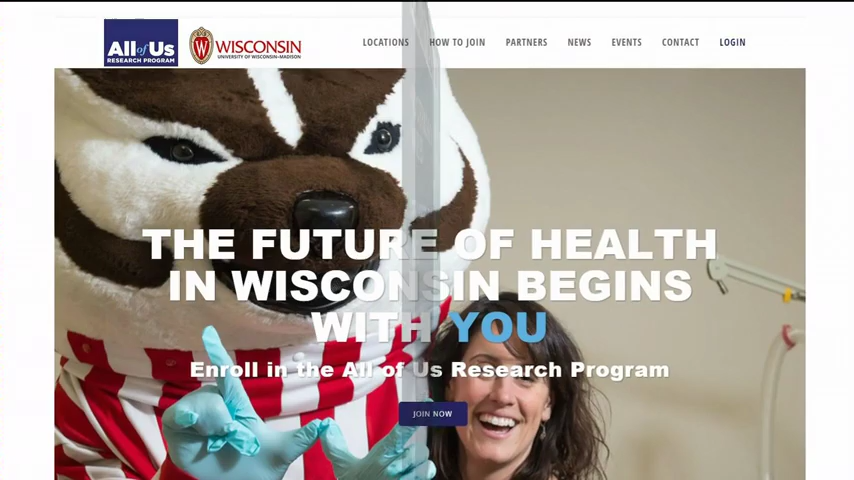 All of Us
RESEARCH PROGRAM
W
WISCONSIN
UNIVERSITY OF WISCONSIN–MADISON
LOCATIONS
HOW TO JOIN
PARTNERS
NEWS
EVENTS
CONTACT
LOGIN
THE FUTURE OF HEALTH
IN WISCONSIN BEGINS
WITH YOU
Enroll in the All of Us Research Program
JOIN NOW